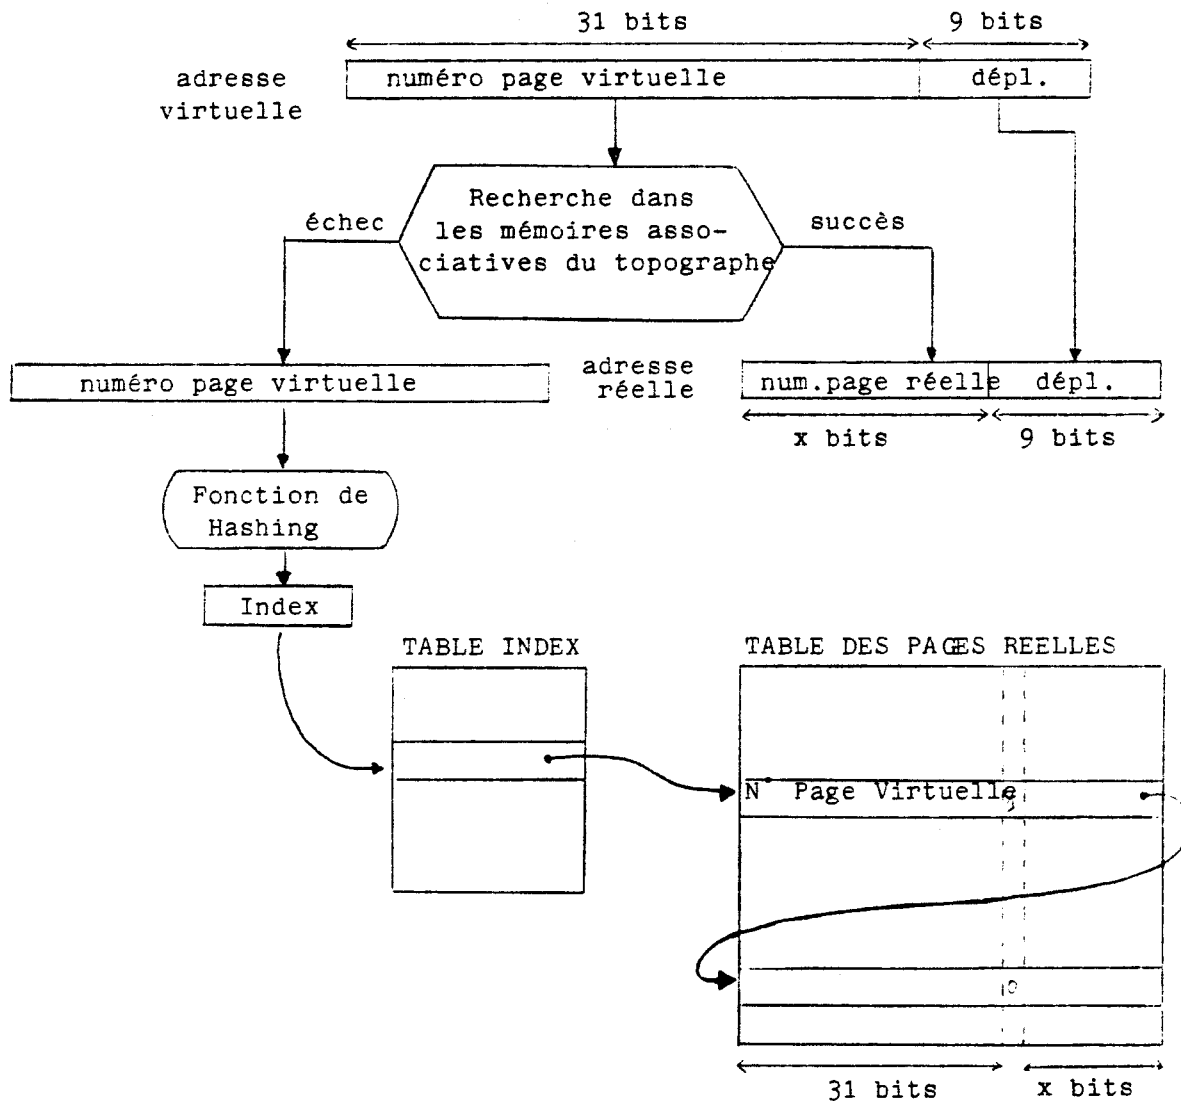 31 bits
9 bits
adresse
virtuelle
numéro page virtuelle
dépl.
Recherche dans
les mémoires asso-
ciatives du topographe
échec
succès
numéro page virtuelle
adresse
réelle
num.page réelle
dépl.
x bits
9 bits
Fonction de
Hashing
Index
TABLE INDEX
TABLE DES PAGES REELLES
N° Page Virtuelle
31 bits
x bits